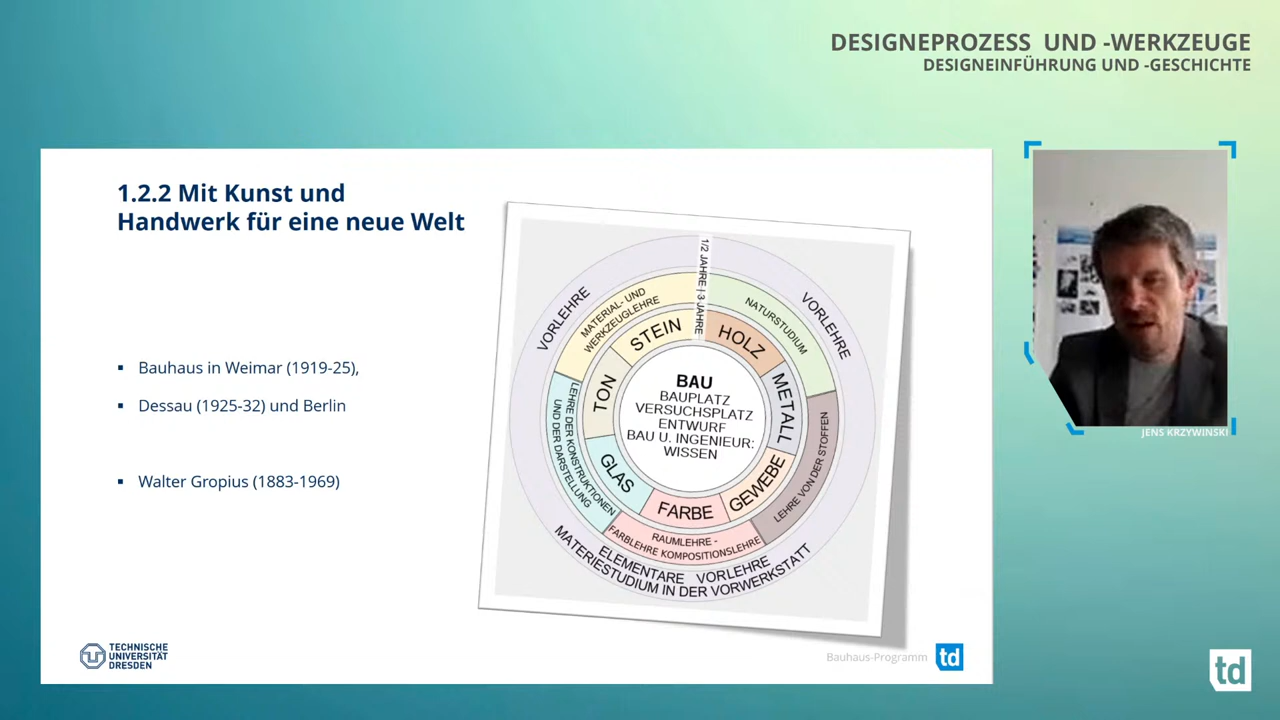 DESIGNEPROZESS UND -WERKZEUGE
DESIGNEINFÜHRUNG UND -GESCHICHTE
1.2.2 Mit Kunst und
Handwerk für eine neue Welt
Bauhaus in Weimar (1919-25),
Dessau (1925-32) und Berlin
Walter Gropius (1883-1969)
1/2 JAHRE | 3 JAHRE
VORLEHRE
VORLEHRE
MATERIAL- UND
WERKZEUGLEHRE
NATURSTUDIUM
STEIN
HOLZ
TON
METALL
GLAS
GEWEBE
FARBE
LEHRE DER KONSTRUKTIONEN
UND DER DARSTELLUNG
LEHRE VON DER STOFFEN
RAUMLEHRE -
FARBLEHRE KOMPOSITIONSLEHRE
ELEMENTARE VORLEHRE
MATERIESTUDIUM IN DER VORWERKSTATT
BAU
BAUPLATZ
VERSUCHSPLATZ
ENTWURF
BAU U. INGENIEUR:
WISSEN
JENS KRZYWINSKI
TECHNISCHE
UNIVERSITÄT
DRESDEN
Bauhaus-Programm
td
td